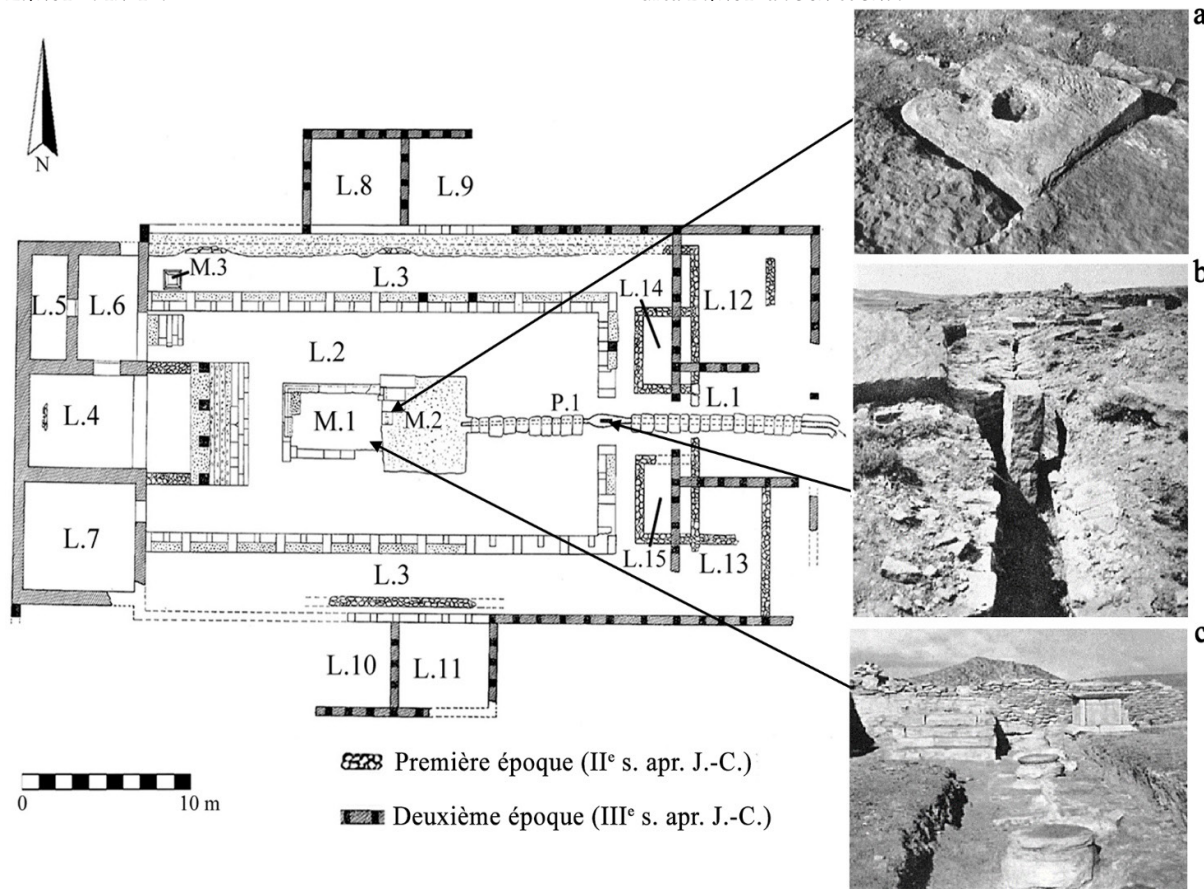 a
N
L.8
L.9
M.3
L.3
L.5
L.6
L.14
L.12
L.2
b
P.1
L.1
L.4
M.1
M.2
L.7
L.15
L.13
L.3
L.10
L.11
c
Première époque (IIe s. apr. J.-C.)
0 10 m
Deuxième époque (IIIe s. apr. J.-C.)